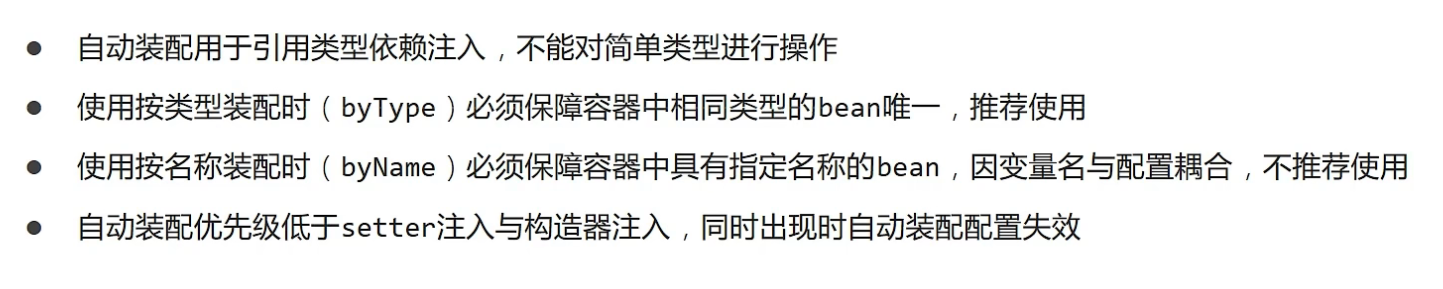 ● 自动装配用于引用类型依赖注入，不能对简单类型进行操作
● 使用按类型装配时（byType）必须保障容器中相同类型的bean唯一，推荐使用
● 使用按名称装配时（byName）必须保障容器中具有指定名称的bean，因变量名与配置耦合，不推荐使用
● 自动装配优先级低于setter注入与构造器注入，同时出现时自动装配配置失效